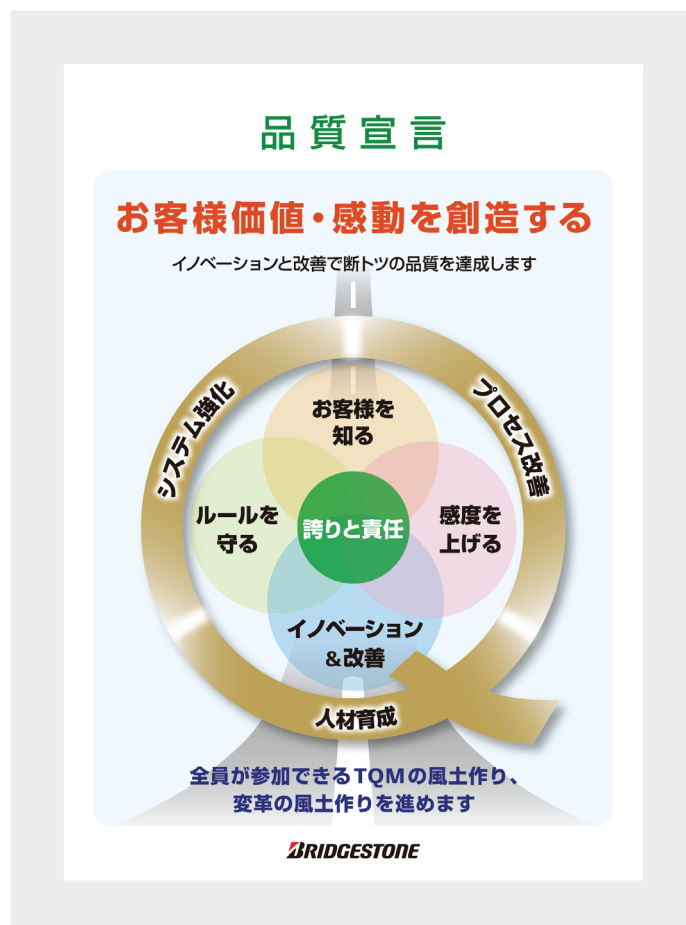 品質宣言
お客様価値・感動を創造する
イノベーションと改善で断トツの品質を達成します
システム強化
プロセス改善
お客様を
知る
ルールを
守る
誇りと責任
感度を
上げる
イノベーション
&改善
人材育成
全員が参加できるTQMの風土作り、
変革の風土作りを進めます
BRIDGESTONE